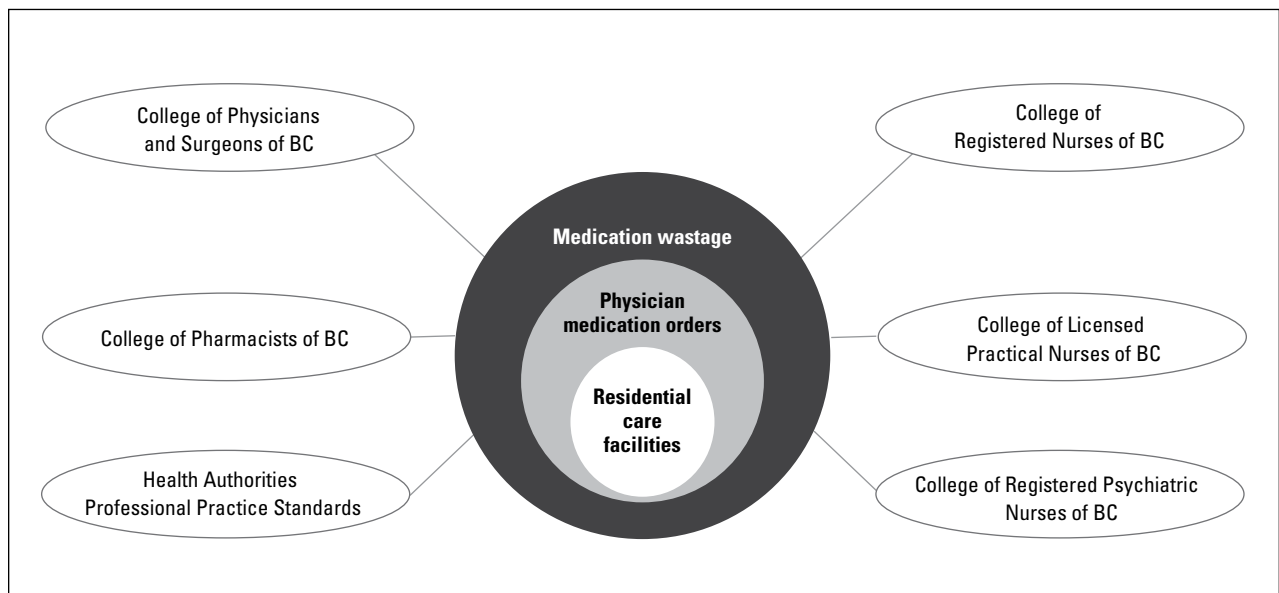 College of Physicians
and Surgeons of BC
College of
Registered Nurses of BC
Medication wastage
Physician
medication orders
College of Pharmacists of BC
College of Licensed
Practical Nurses of BC
Residential
care
facilities
Health Authorities
Professional Practice Standards
College of Registered Psychiatric
Nurses of BC